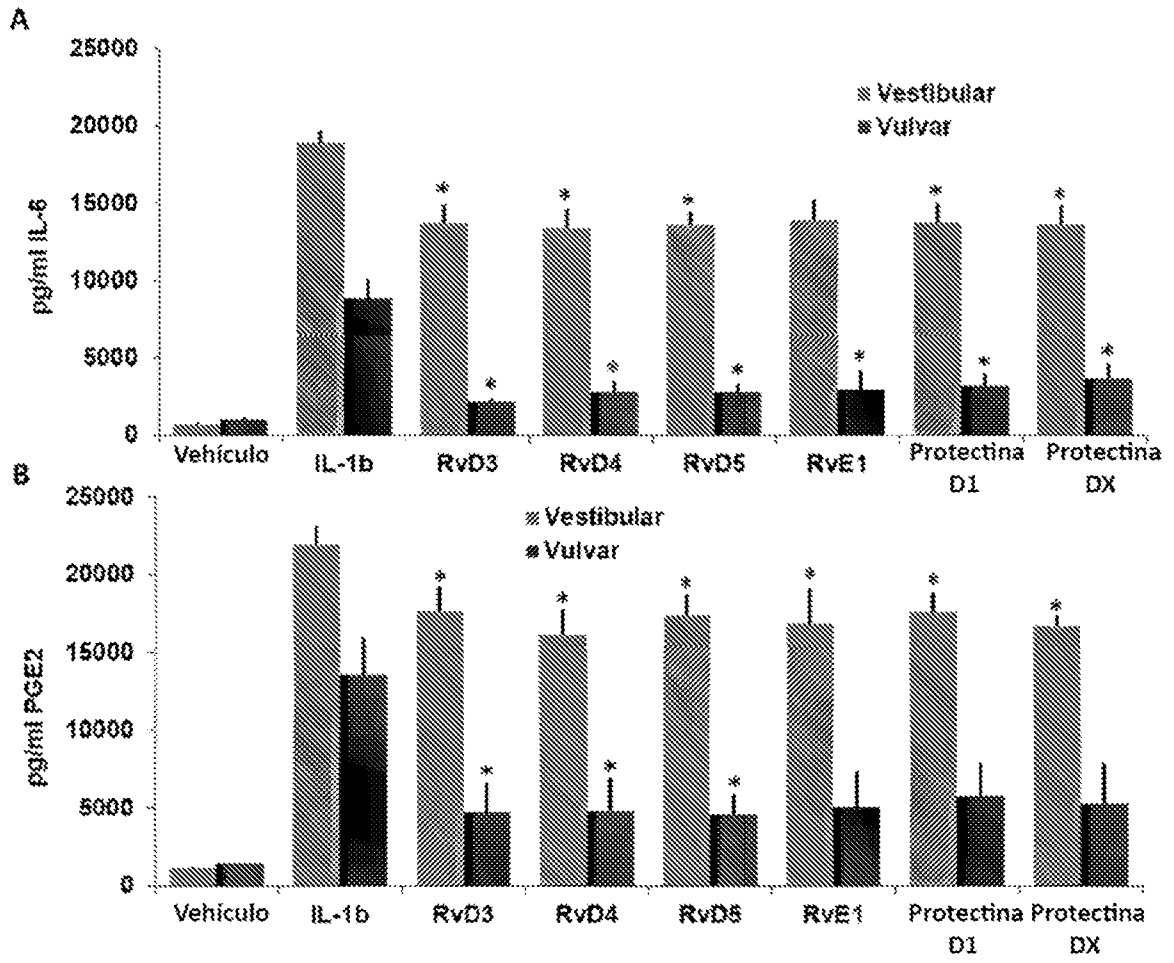 A
25000
20000
15000
10000
5000
0
pg/ml IL-6
Vestibular
Vulvar
* * * * *
* * * * * *
Vehículo IL-1b RvD3 RvD4 RvD5 RvE1 Protectina D1 Protectina DX
B
25000
20000
15000
10000
5000
0
pg/ml PGE2
Vestibular
Vulvar
* * * * * *
* * *
Vehículo IL-1b RvD3 RvD4 RvD5 RvE1 Protectina D1 Protectina DX